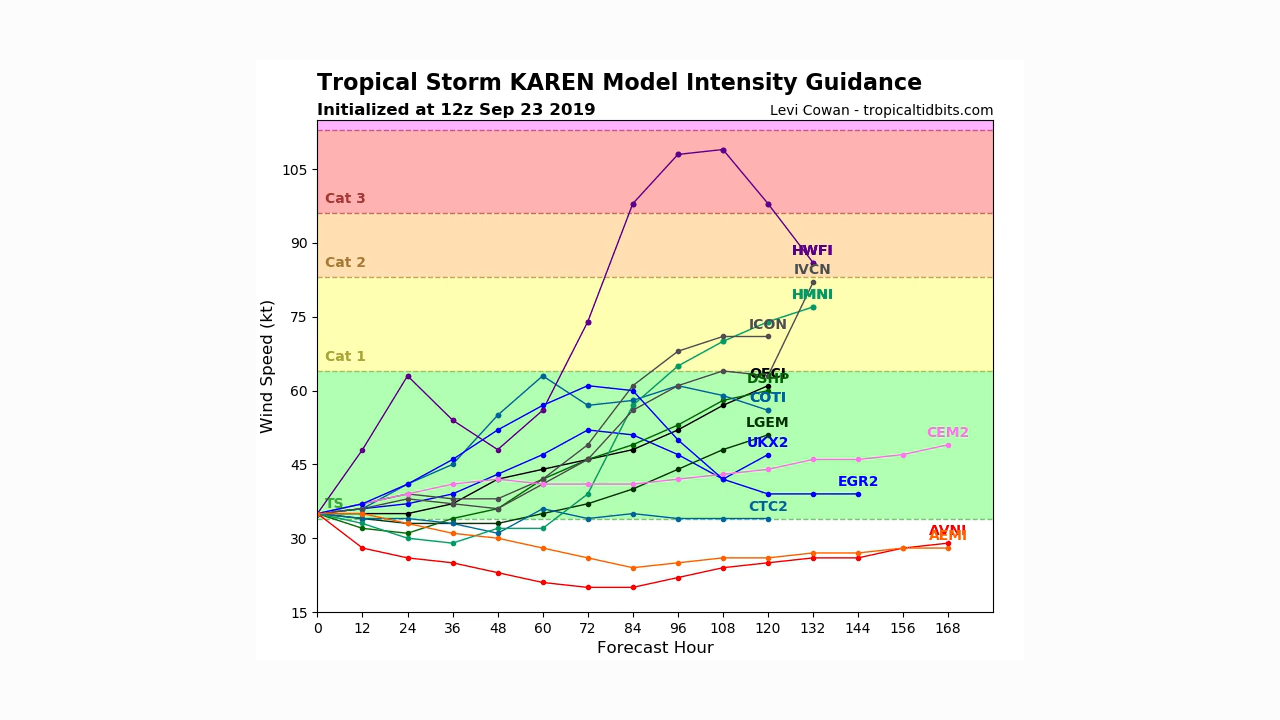 Tropical Storm KAREN Model Intensity Guidance
Initialized at 12z Sep 23 2019 Levi Cowan - tropicaltidbits.com
105
Cat 3
90
HWFI
Cat 2
IVCN
HMNI
75
ICON
Cat 1
OFCL
DSHP
60
COTI
LGEM
CEM2
UKX2
45
EGR2
CTC2
TS
AVNI
AEMI
30
15
0 12 24 36 48 60 72 84 96 108 120 132 144 156 168
Forecast Hour
Wind Speed (kt)